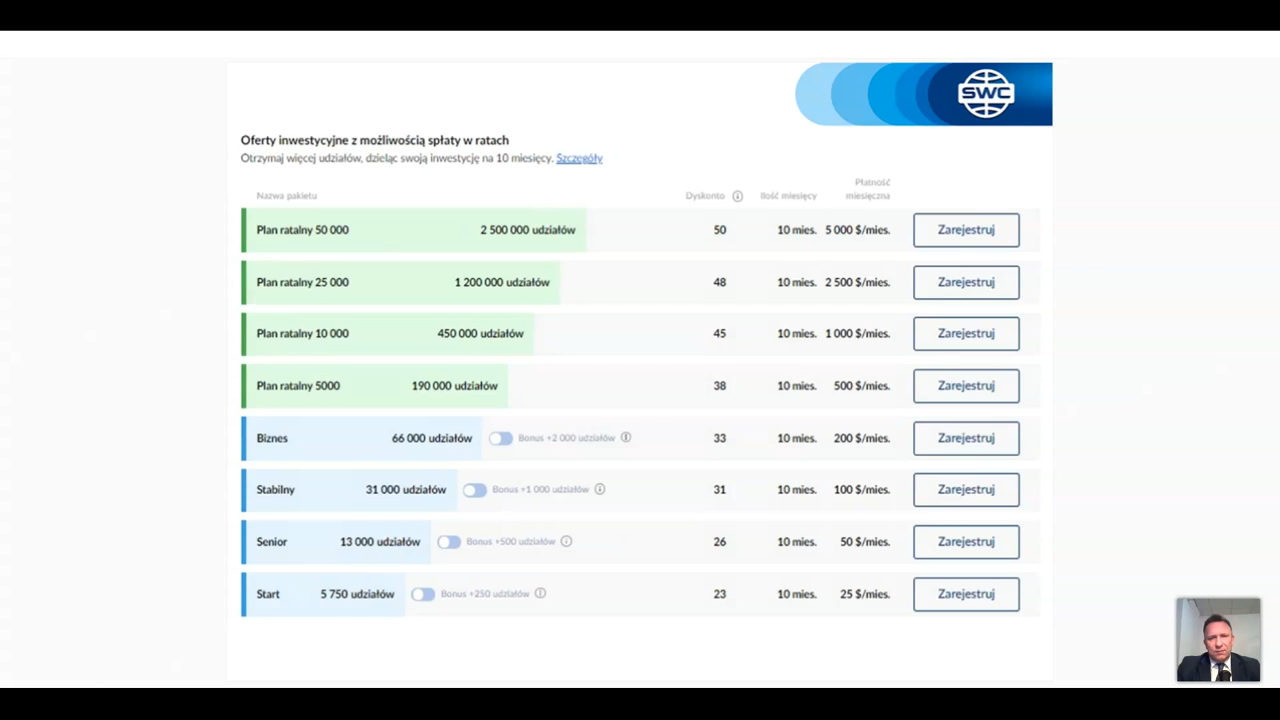 SWC
Oferty inwestycyjne z możliwością spłaty w ratach
Otrzymaj więcej udziałów, dzieląc swoją inwestycję na 10 miesięcy. Szczegóły
Nazwa pakietu Dyskonto Ilość miesięcy Płatność miesięczna
Plan ratalny 50 000 2 500 000 udziałów 50 10 mies. 5 000 $/mies. Zarejestruj
Plan ratalny 25 000 1 200 000 udziałów 48 10 mies. 2 500 $/mies. Zarejestruj
Plan ratalny 10 000 450 000 udziałów 45 10 mies. 1 000 $/mies. Zarejestruj
Plan ratalny 5000 190 000 udziałów 38 10 mies. 500 $/mies. Zarejestruj
Biznes 66 000 udziałów Bonus +2 000 udziałów 33 10 mies. 200 $/mies. Zarejestruj
Stabilny 31 000 udziałów Bonus +1 000 udziałów 31 10 mies. 100 $/mies. Zarejestruj
Senior 13 000 udziałów Bonus +500 udziałów 26 10 mies. 50 $/mies. Zarejestruj
Start 5 750 udziałów Bonus +250 udziałów 23 10 mies. 25 $/mies. Zarejestruj